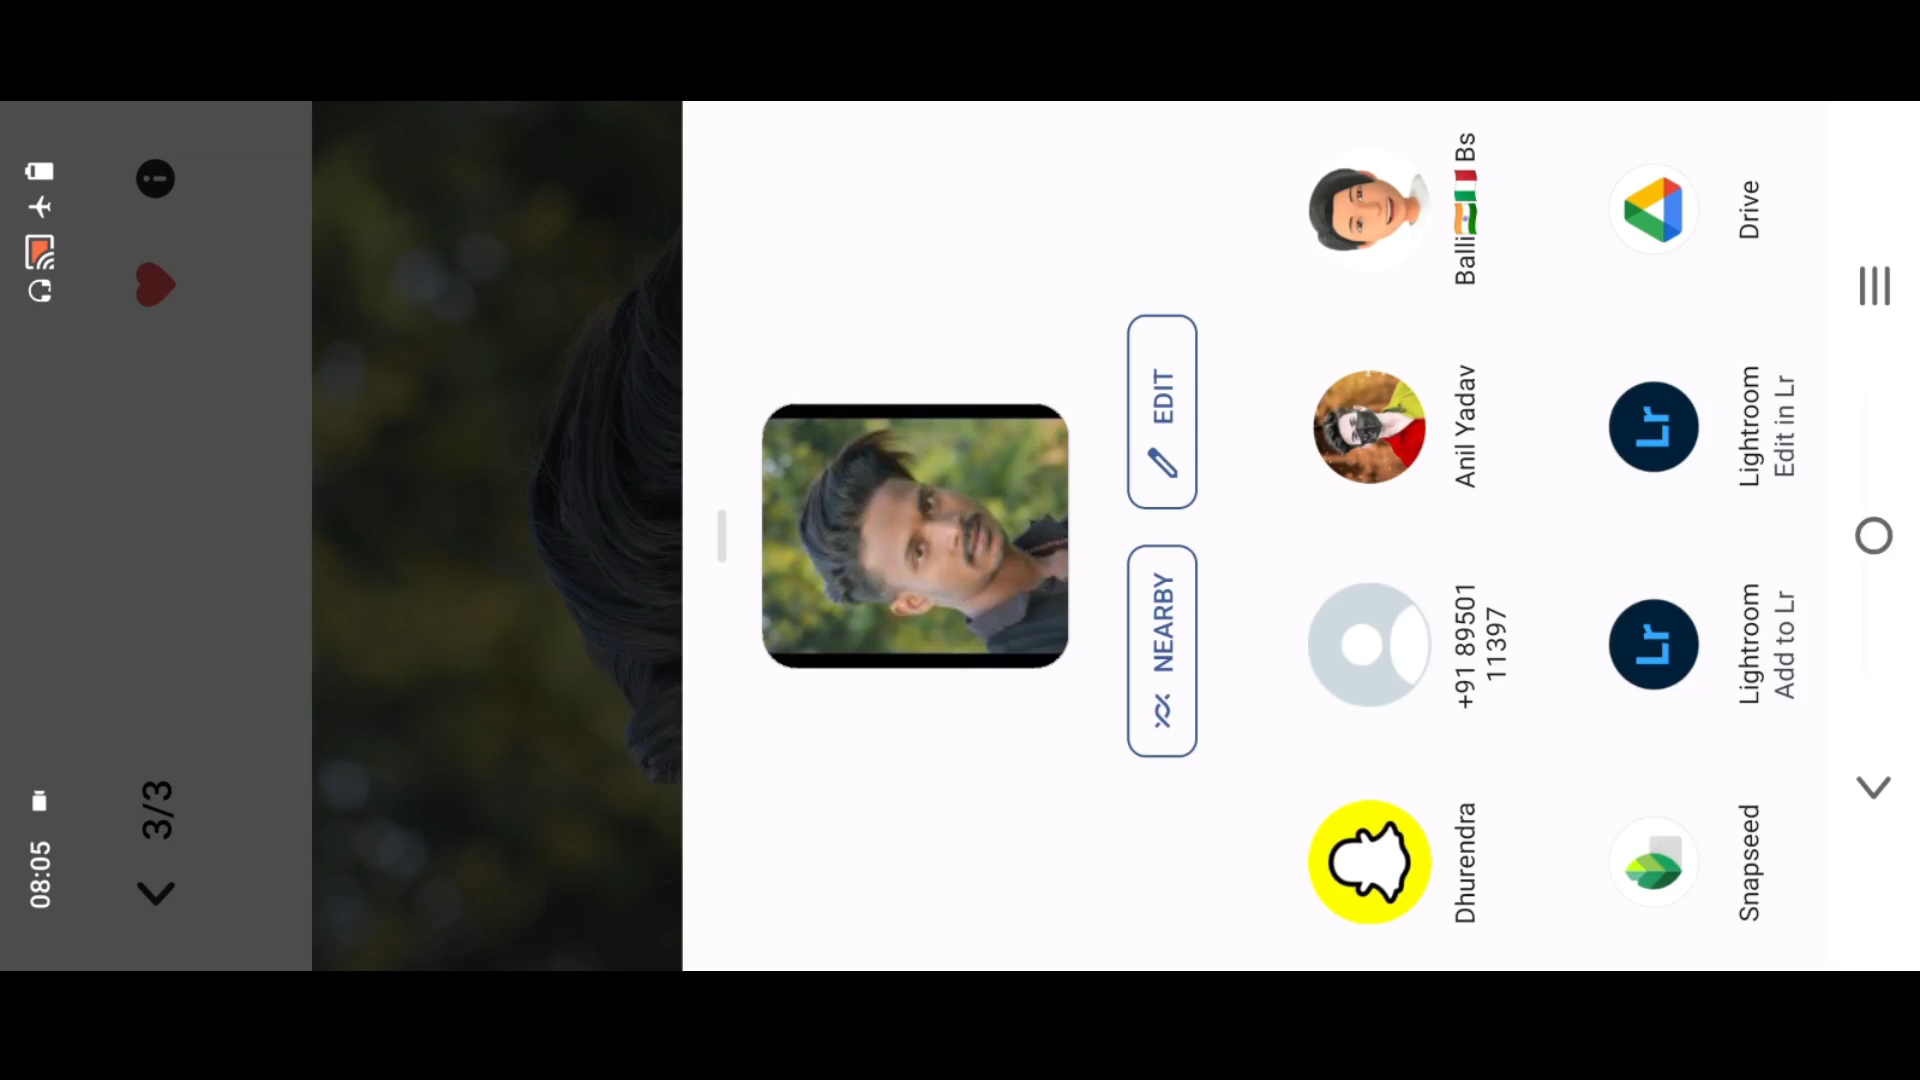 08:05
3/3
NEARBY
EDIT
Dhurendra
+91 89501
11397
Anil Yadav
Balli🇮🇳🇮🇹 Bs
Snapseed
Lightroom
Add to Lr
Lightroom
Edit in Lr
Drive